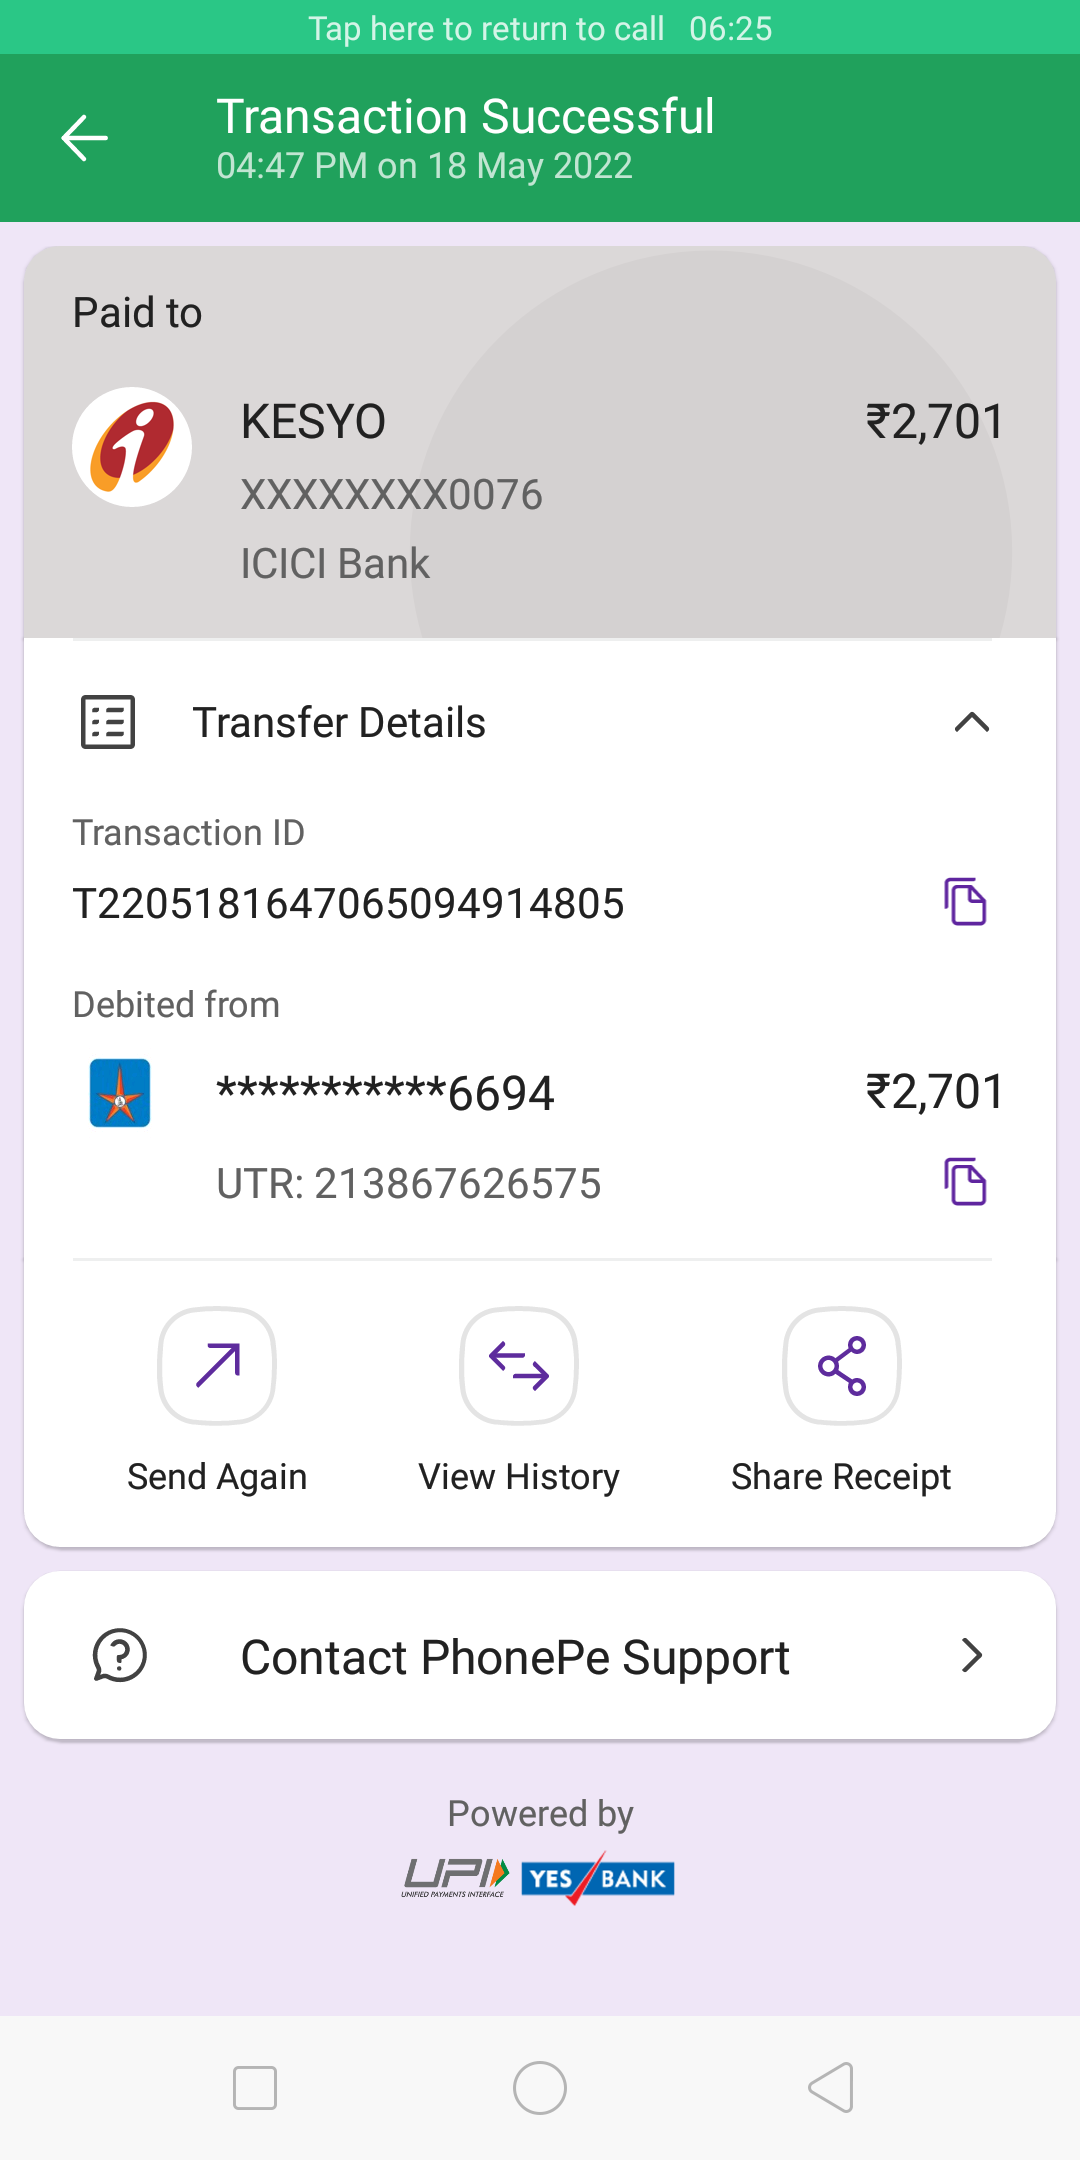 Tap here to return to call 06:25
Transaction Successful
04:47 PM on 18 May 2022
Paid to
KESYO ₹2,701
XXXXXXXX0076
ICICI Bank
Transfer Details
Transaction ID
T2205181647065094914805
Debited from
***********6694 ₹2,701
UTR: 213867626575
Send Again View History Share Receipt
Contact PhonePe Support
Powered by
UPI YES BANK
UNIFIED PAYMENTS INTERFACE